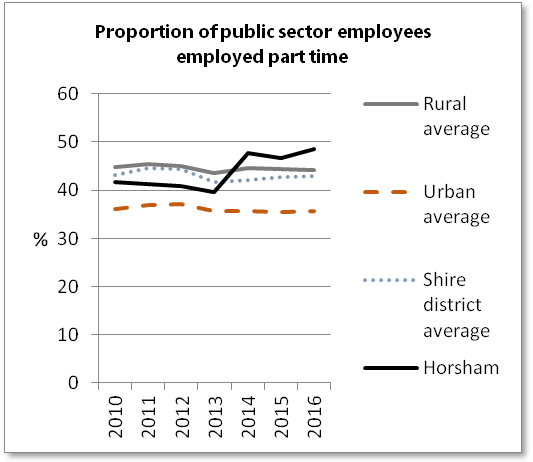 Proportion of public sector employees
employed part time
60
50
40
30
20
10
0
%
2010
2011
2012
2013
2014
2015
2016
Rural
average
Urban
average
Shire
district
average
Horsham